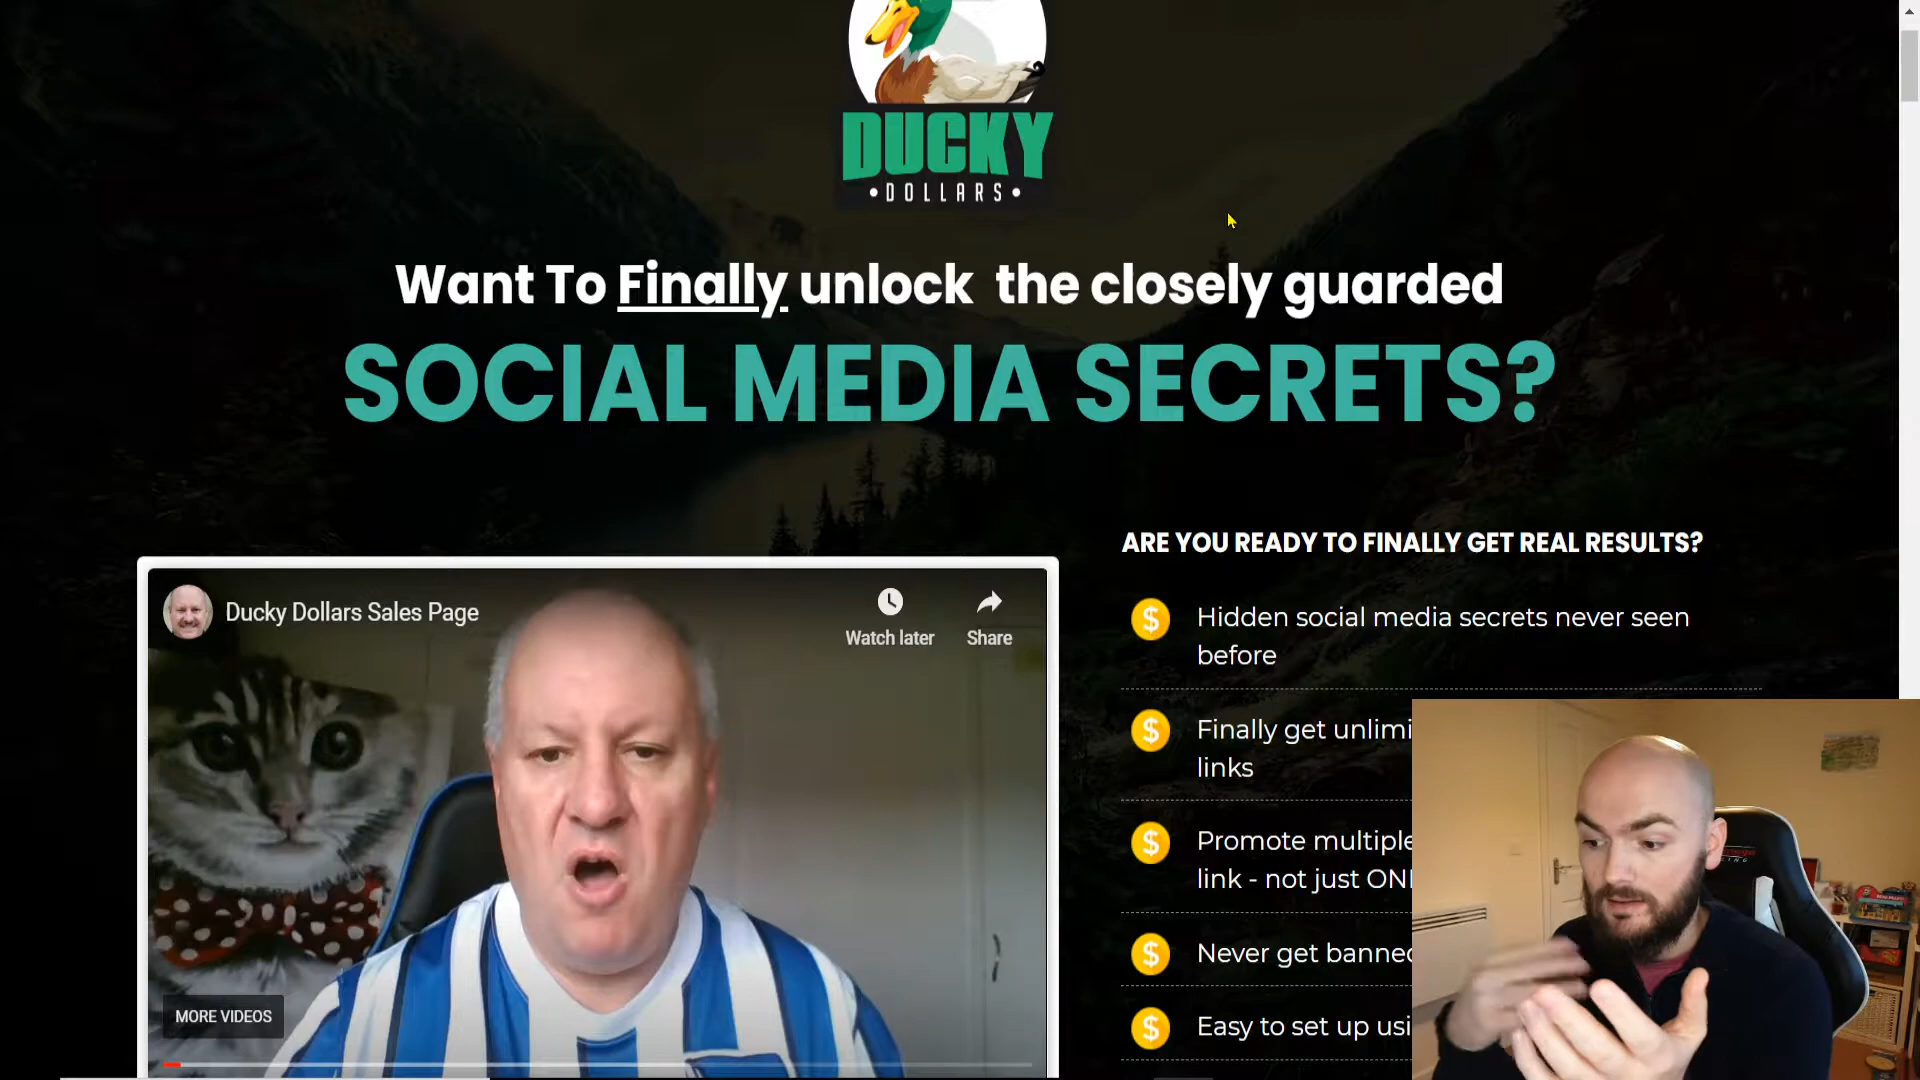 DUCKY
•DOLLARS•
Want To Finally unlock the closely guarded
SOCIAL MEDIA SECRETS?
ARE YOU READY TO FINALLY GET REAL RESULTS?
Ducky Dollars Sales Page
Watch later
Share
$ Hidden social media secrets never seen
before
$ Finally get unlimi
links
$ Promote multiple
link - not just ON
$ Never get banned
$ Easy to set up usi
MORE VIDEOS